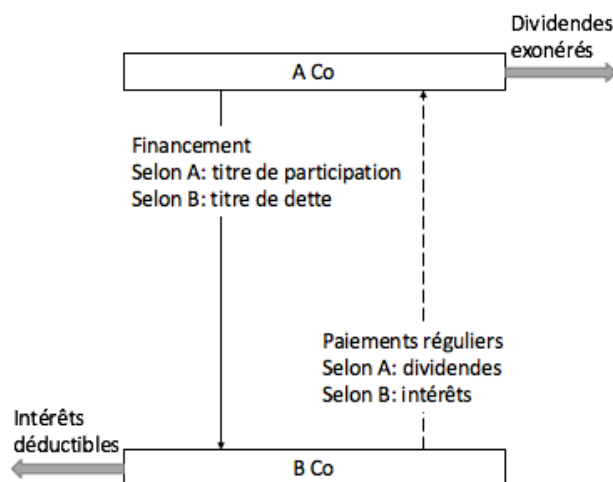 Dividendes
exonérés
A Co
Financement
Selon A: titre de participation
Selon B: titre de dette
Paiements réguliers
Selon A: dividendes
Selon B: intérêts
Intérêts
déductibles
B Co